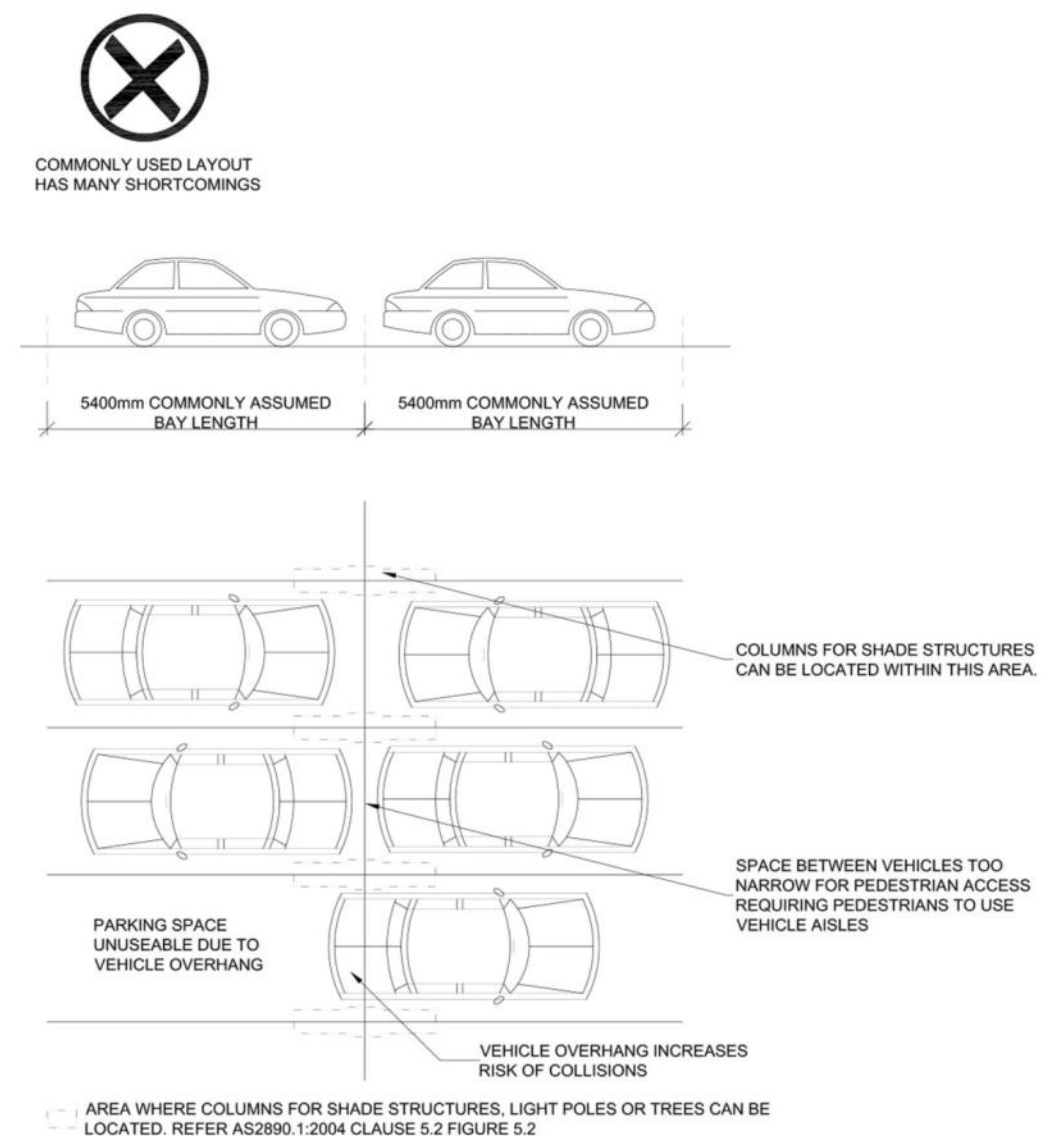 COMMONLY USED LAYOUT
HAS MANY SHORTCOMINGS
5400mm COMMONLY ASSUMED
BAY LENGTH
5400mm COMMONLY ASSUMED
BAY LENGTH
COLUMNS FOR SHADE STRUCTURES
CAN BE LOCATED WITHIN THIS AREA.
SPACE BETWEEN VEHICLES TOO
NARROW FOR PEDESTRIAN ACCESS
REQUIRING PEDESTRIANS TO USE
VEHICLE AISLES
PARKING SPACE
UNUSEABLE DUE TO
VEHICLE OVERHANG
VEHICLE OVERHANG INCREASES
RISK OF COLLISIONS
AREA WHERE COLUMNS FOR SHADE STRUCTURES, LIGHT POLES OR TREES CAN BE
LOCATED. REFER AS2890.1:2004 CLAUSE 5.2 FIGURE 5.2